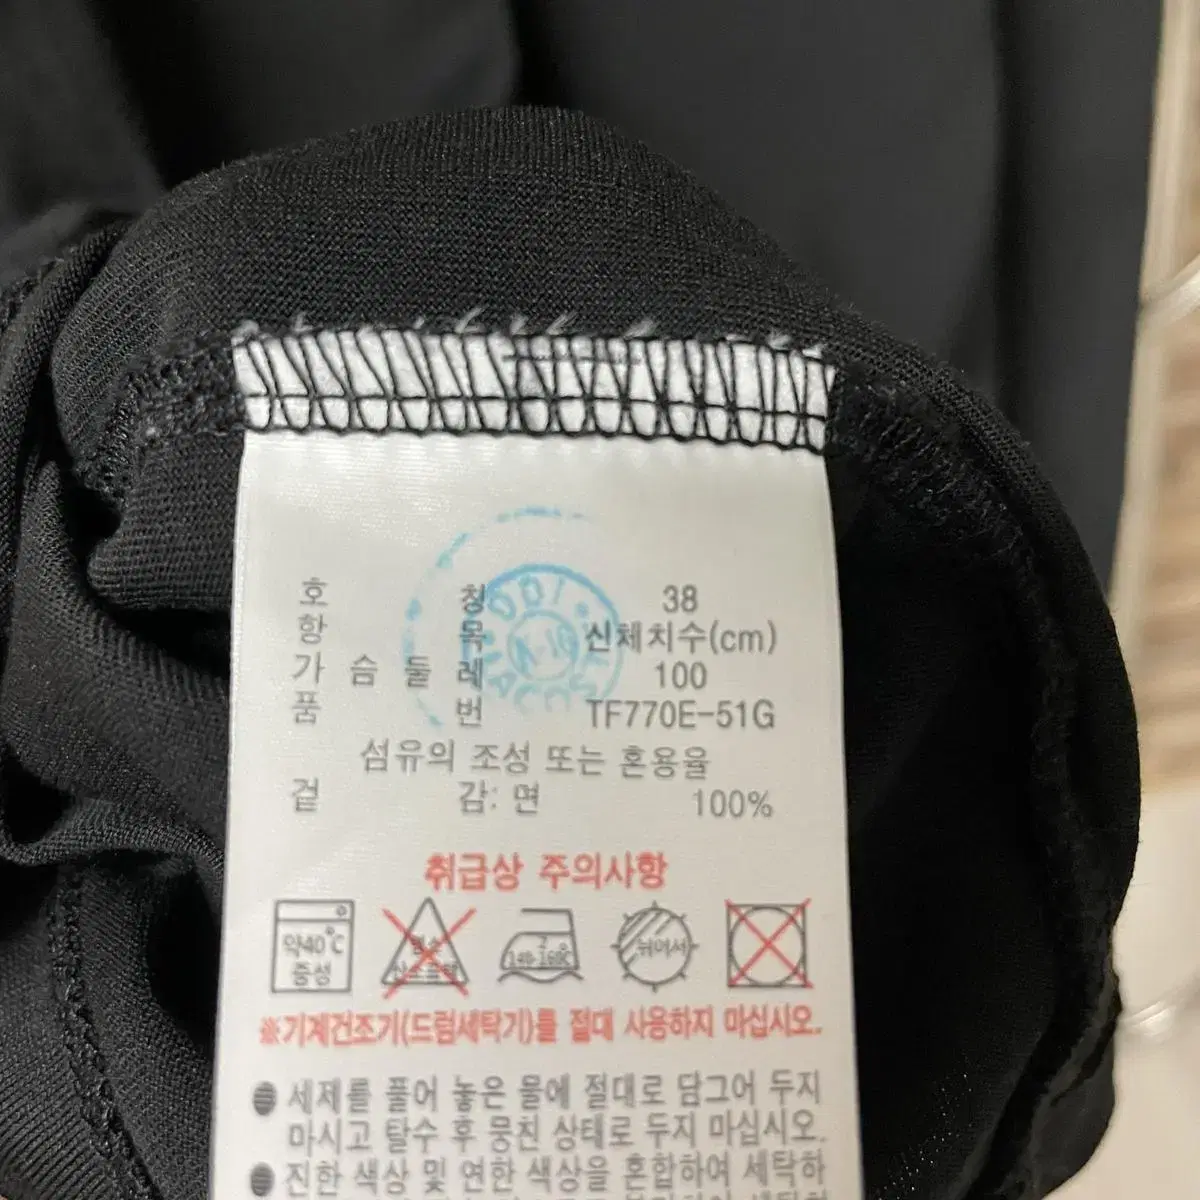 호 칭 38
항 목 신체치수(cm)
가 슴 둘 레 100
품 번 TF770E-51G
섬유의 조성 또는 혼용율
겉 감: 면 100%
취급상 주의사항
약40℃ 중성
2 140-160℃
뉘어서
※기계건조기(드럼세탁기)를 절대 사용하지 마십시오.
● 세제를 풀어 놓은 물에 절대로 담그어 두지
마시고 탈수 후 뭉친 상태로 두지 마십시오.
● 진한 색상 및 연한 색상을 혼합하여 세탁하